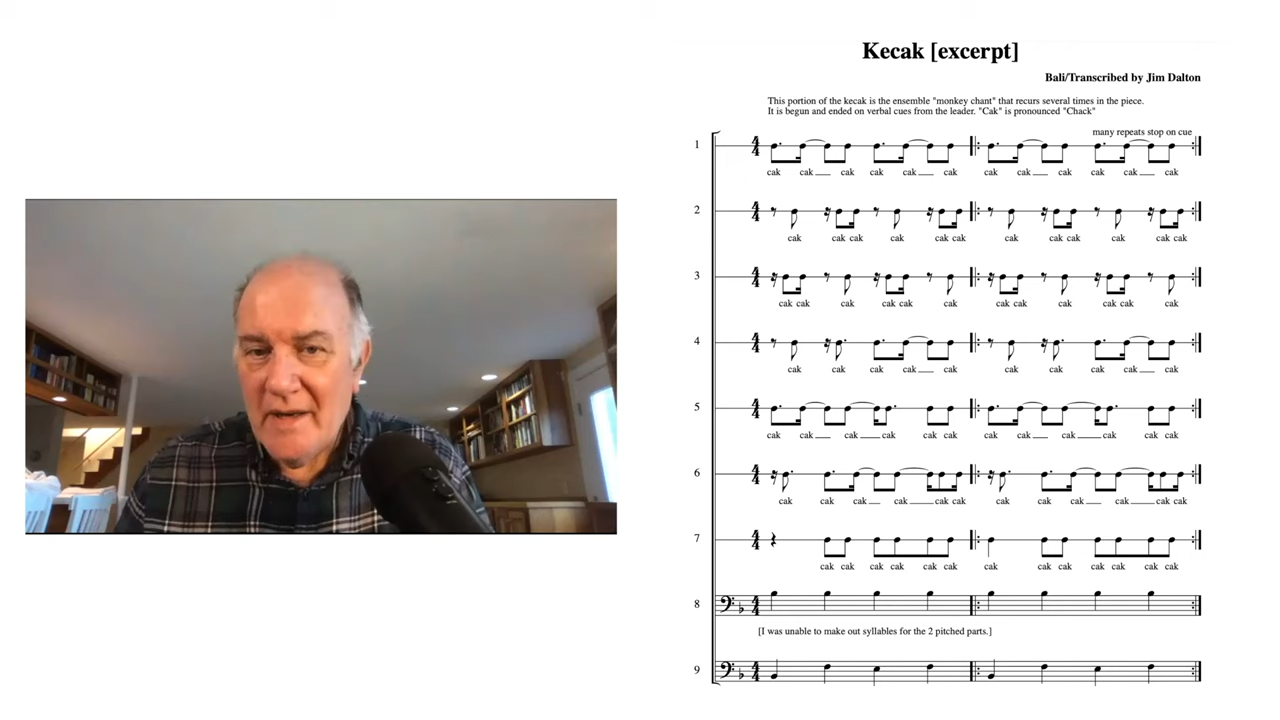 Kecak [excerpt]
Bali/Transcribed by Jim Dalton
This portion of the kecak is the ensemble "monkey chant" that recurs several times in the piece.
It is begun and ended on verbal cues from the leader. "Cak" is pronounced "Chack"
many repeats stop on cue
1
cak cak cak cak cak cak cak cak cak cak cak cak
2
cak cak cak cak cak cak cak cak cak cak cak cak
3
cak cak cak cak cak cak cak cak cak cak cak cak
4
cak cak cak cak cak cak cak cak cak cak
5
cak cak cak cak cak cak cak cak cak cak
6
cak cak cak cak cak cak cak cak cak cak cak cak
7
cak cak cak cak cak cak cak cak cak cak cak cak cak
8
[I was unable to make out syllables for the 2 pitched parts.]
9